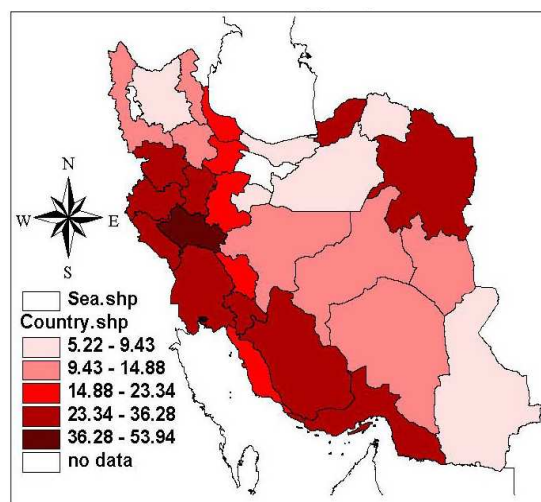 N
W E
S
Sea.shp
Country.shp
5.22 - 9.43
9.43 - 14.88
14.88 - 23.34
23.34 - 36.28
36.28 - 53.94
no data